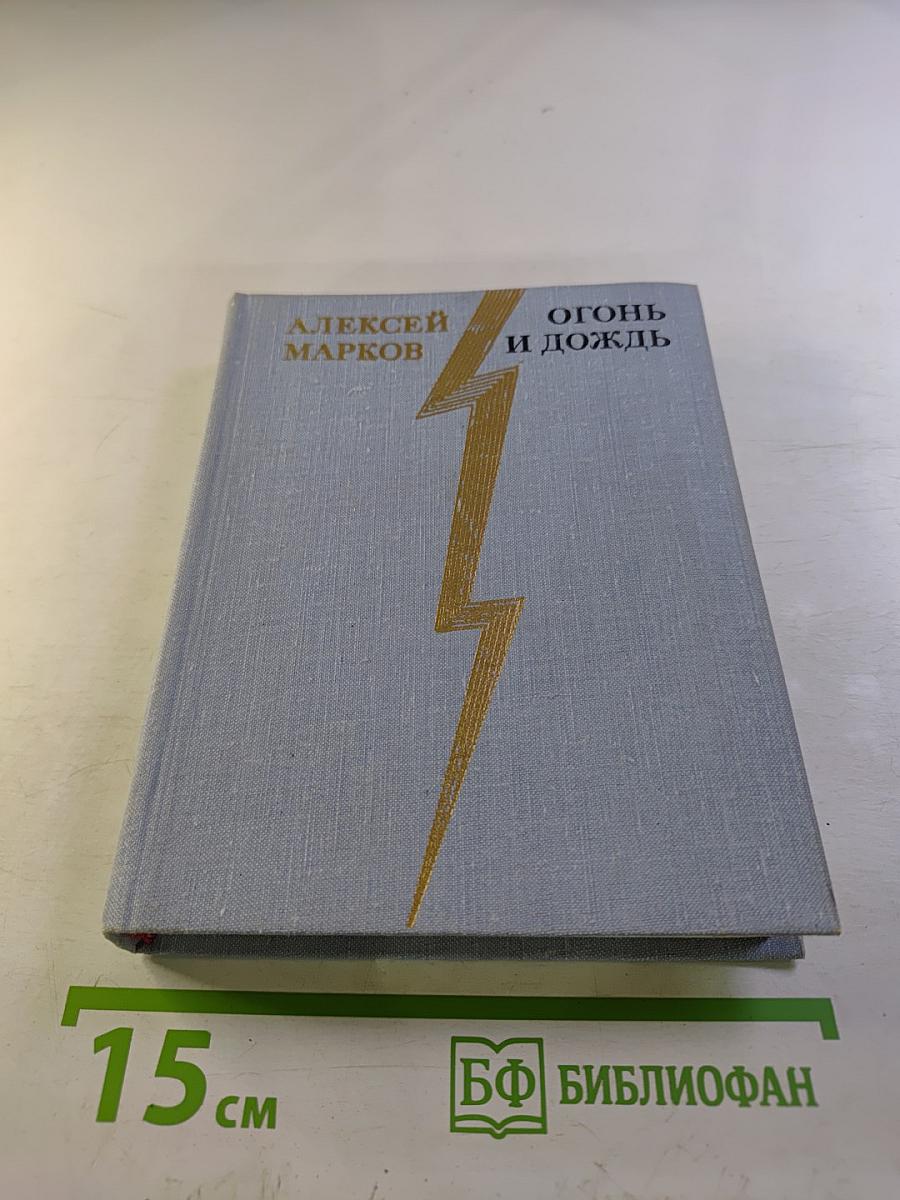 АЛЕКСЕЙ
МАРКОВ
ОГОНЬ
И ДОЖДЬ
15 см
БФ БИБЛИОФАН